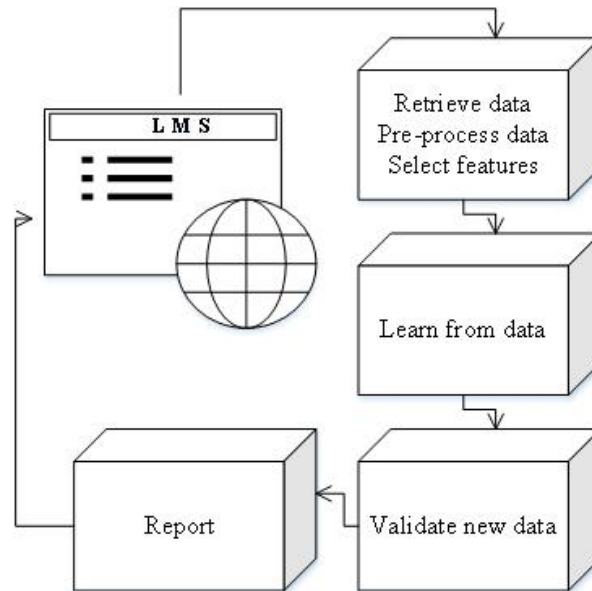 L M S
Retrieve data
Pre-process data
Select features
Learn from data
Validate new data
Report